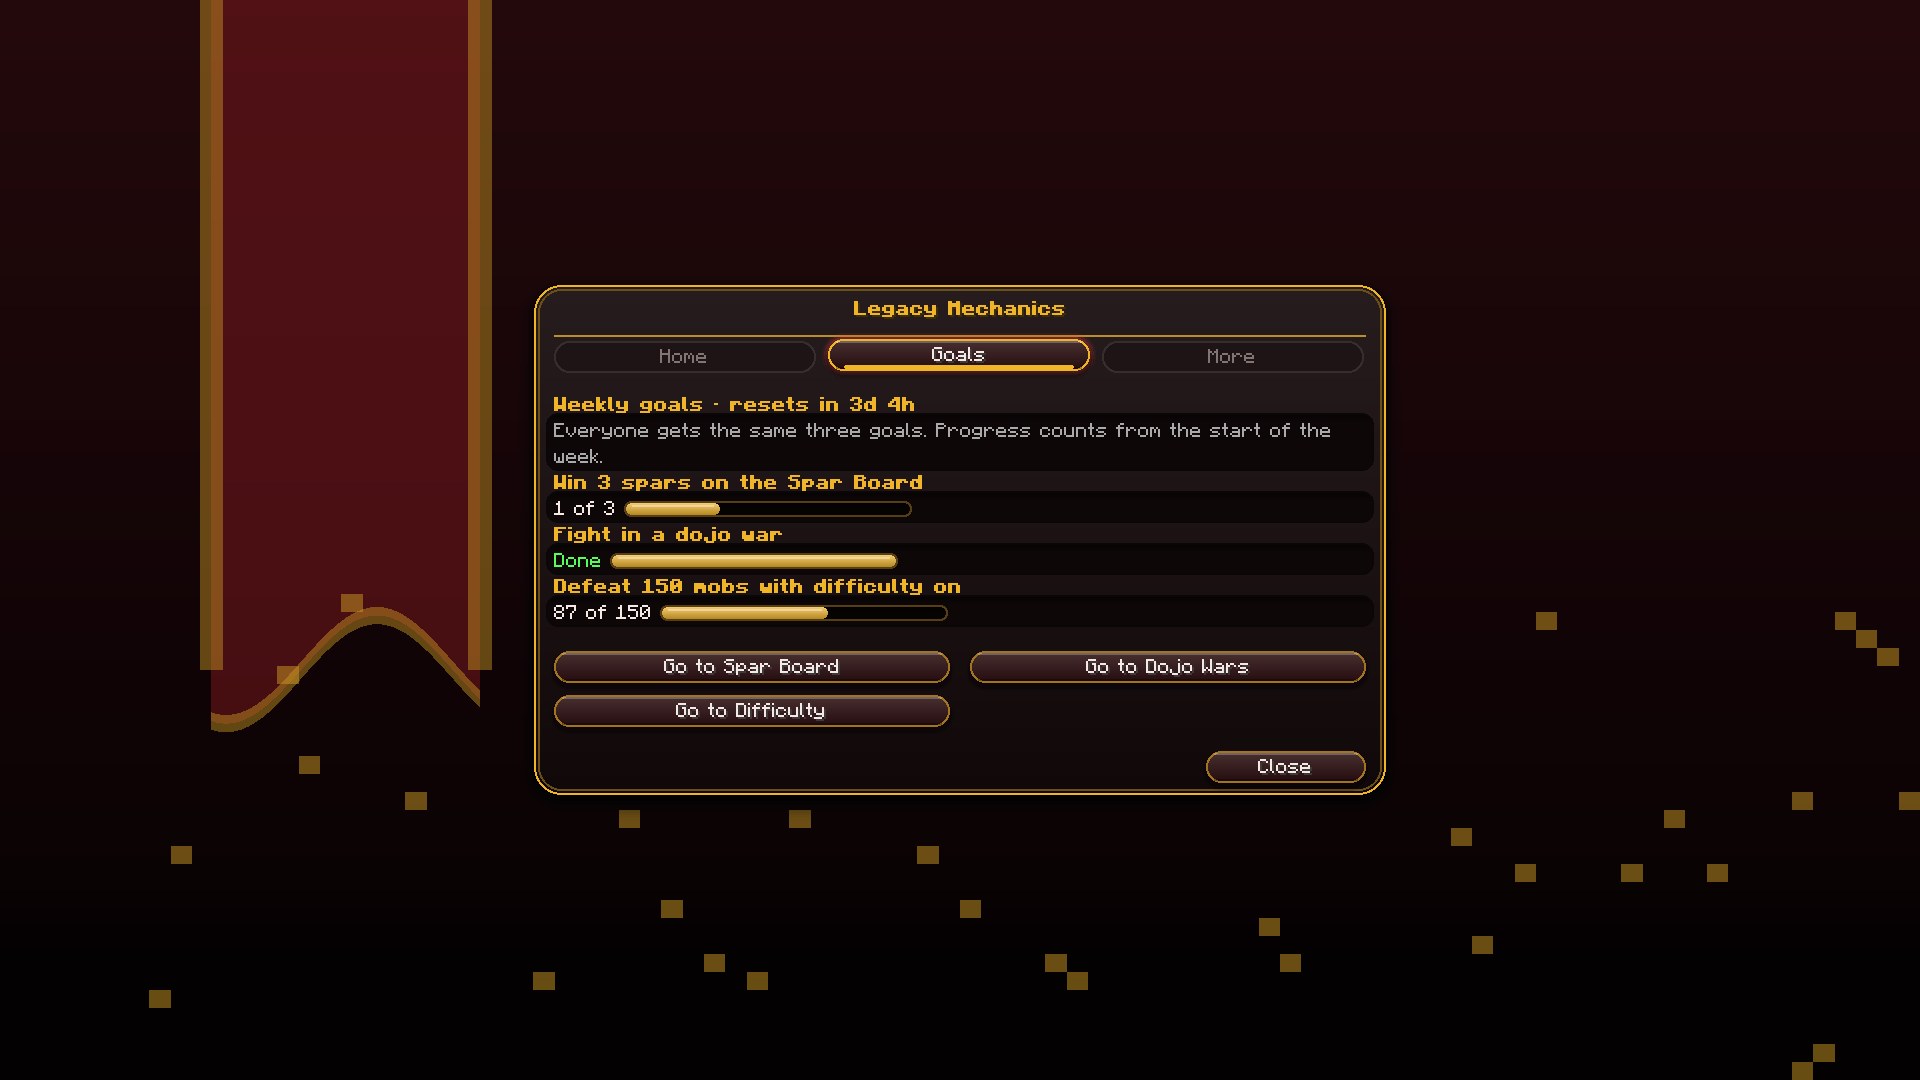 Legacy Mechanics
Home
Goals
More
Weekly goals - resets in 3d 4h
Everyone gets the same three goals. Progress counts from the start of the
week.
Win 3 spars on the Spar Board
1 of 3
Fight in a dojo war
Done
Defeat 150 mobs with difficulty on
87 of 150
Go to Spar Board
Go to Dojo Wars
Go to Difficulty
Close